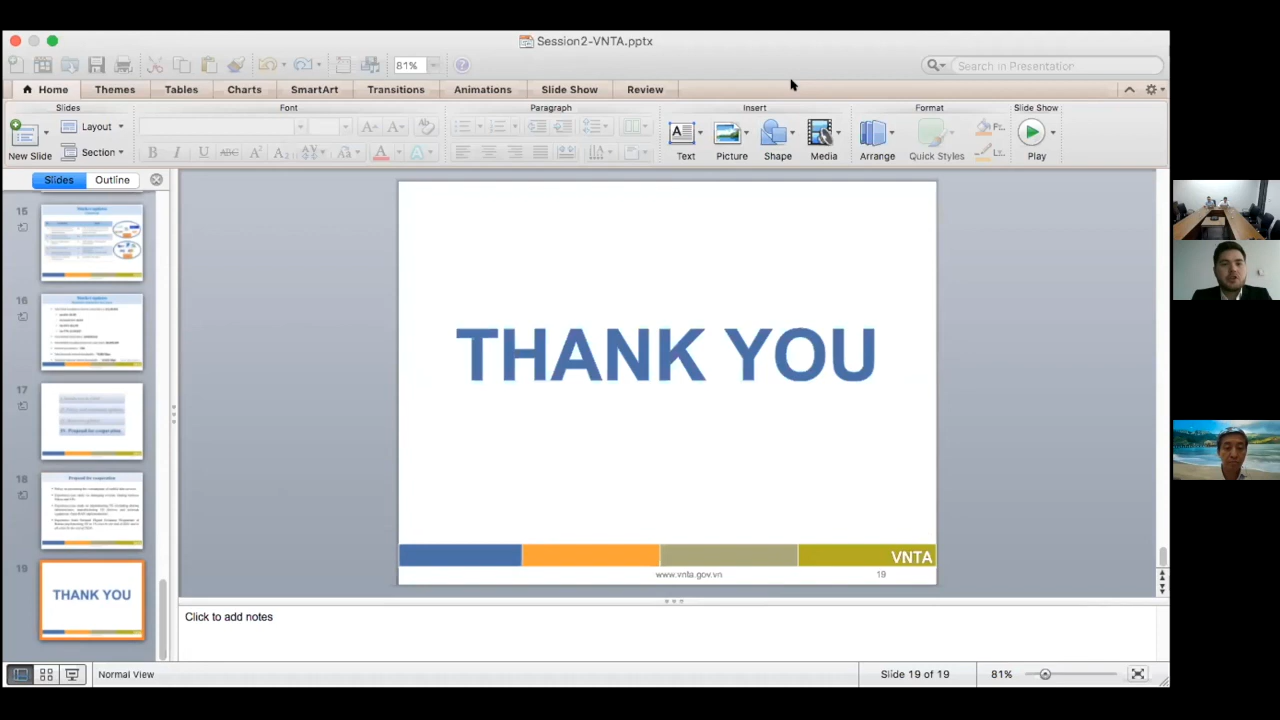 Session2-VNTA.pptx
81%
Search in Presentation
Home Themes Tables Charts SmartArt Transitions Animations Slide Show Review
Slides Font Paragraph Insert Format Slide Show
New Slide Layout Section Text Picture Shape Media Arrange Quick Styles Play
Slides Outline
15
16
17
18
Proposal for cooperation
19
THANK YOU
THANK YOU
VNTA
www.vnta.gov.vn 19
Click to add notes
Normal View Slide 19 of 19 81%